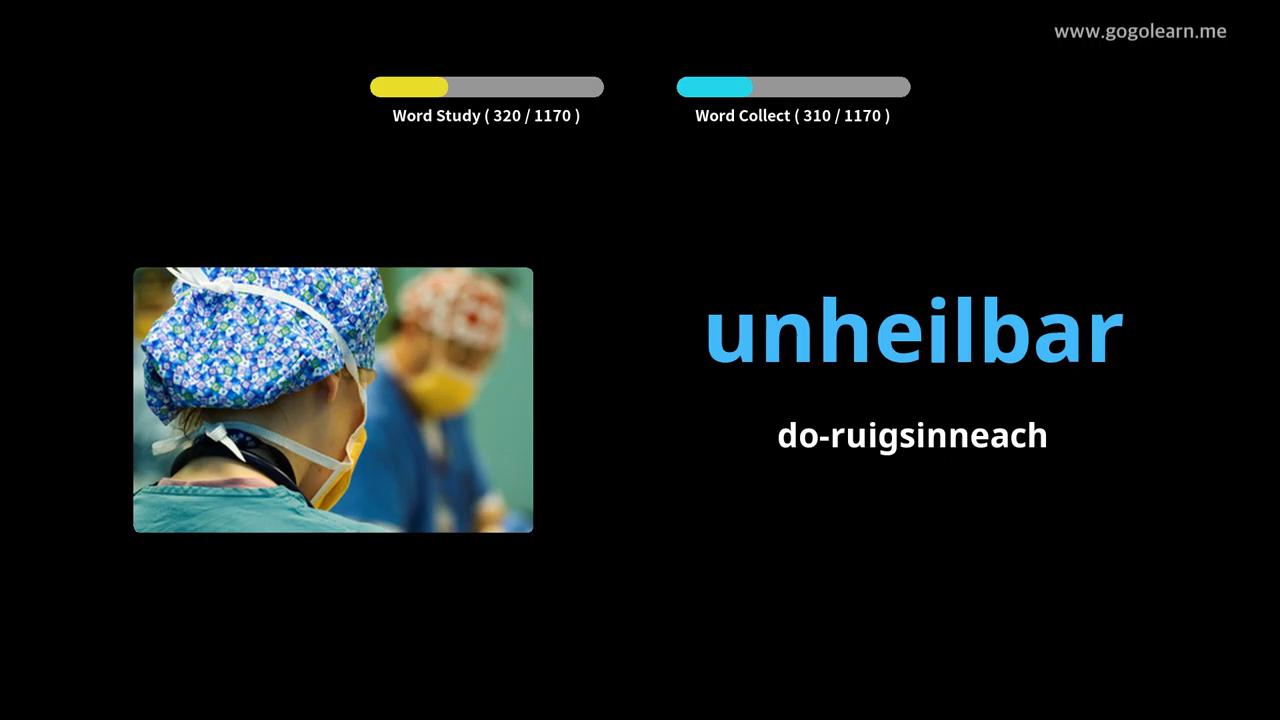 www.gogolearn.me
Word Study ( 320 / 1170 )
Word Collect ( 310 / 1170 )
unheilbar
do-ruigsinneach